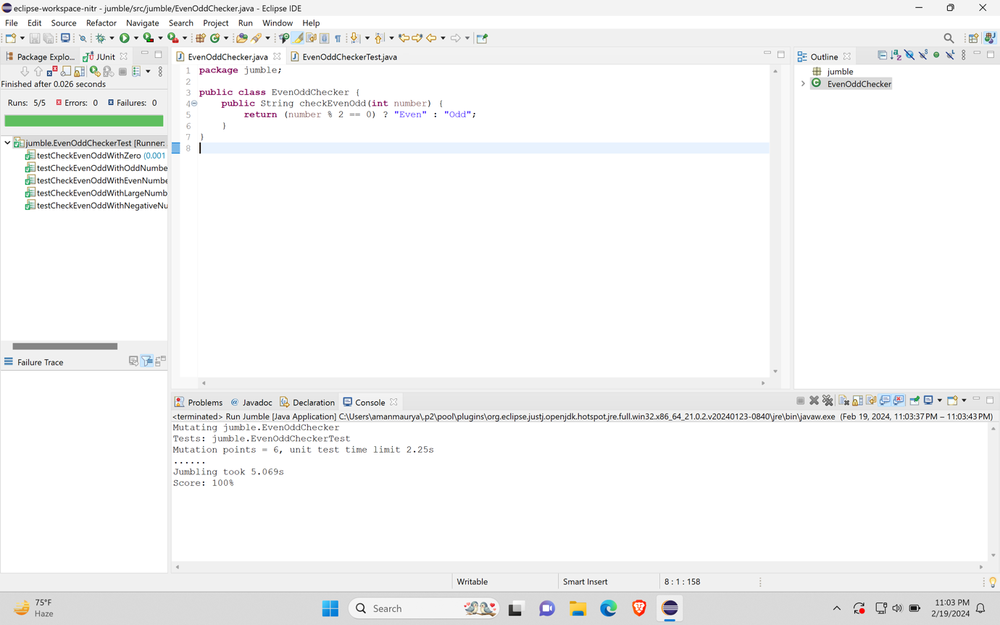 eclipse-workspace-nitr - jumble/src/jumble/EvenOddChecker.java - Eclipse IDE
File Edit Source Refactor Navigate Search Project Run Window Help
Package Explo... JUnit
Finished after 0.026 seconds
Runs: 5/5 Errors: 0 Failures: 0
jumble.EvenOddCheckerTest [Runner:
testCheckEvenOddWithZero (0.001
testCheckEvenOddWithOddNumbe
testCheckEvenOddWithEvenNumbe
testCheckEvenOddWithLargeNumb
testCheckEvenOddWithNegativeNu
Failure Trace
EvenOddChecker.java EvenOddCheckerTest.java
1 package jumble;
2
3 public class EvenOddChecker {
4 public String checkEvenOdd(int number) {
5 return (number % 2 == 0) ? "Even" : "Odd";
6 }
7 }
8
Outline
jumble
EvenOddChecker
Problems @ Javadoc Declaration Console
<terminated> Run Jumble [Java Application] C:\Users\amanmaurya\.p2\pool\plugins\org.eclipse.justj.openjdk.hotspot.jre.full.win32.x86_64_21.0.2.v20240123-0840\jre\bin\javaw.exe (Feb 19, 2024, 11:03:37 PM – 11:03:43 PM)
Mutating jumble.EvenOddChecker
Tests: jumble.EvenOddCheckerTest
Mutation points = 6, unit test time limit 2.25s
......
Jumbling took 5.069s
Score: 100%
Writable Smart Insert 8 : 1 : 158
75°F
Haze
Search
11:03 PM
2/19/2024